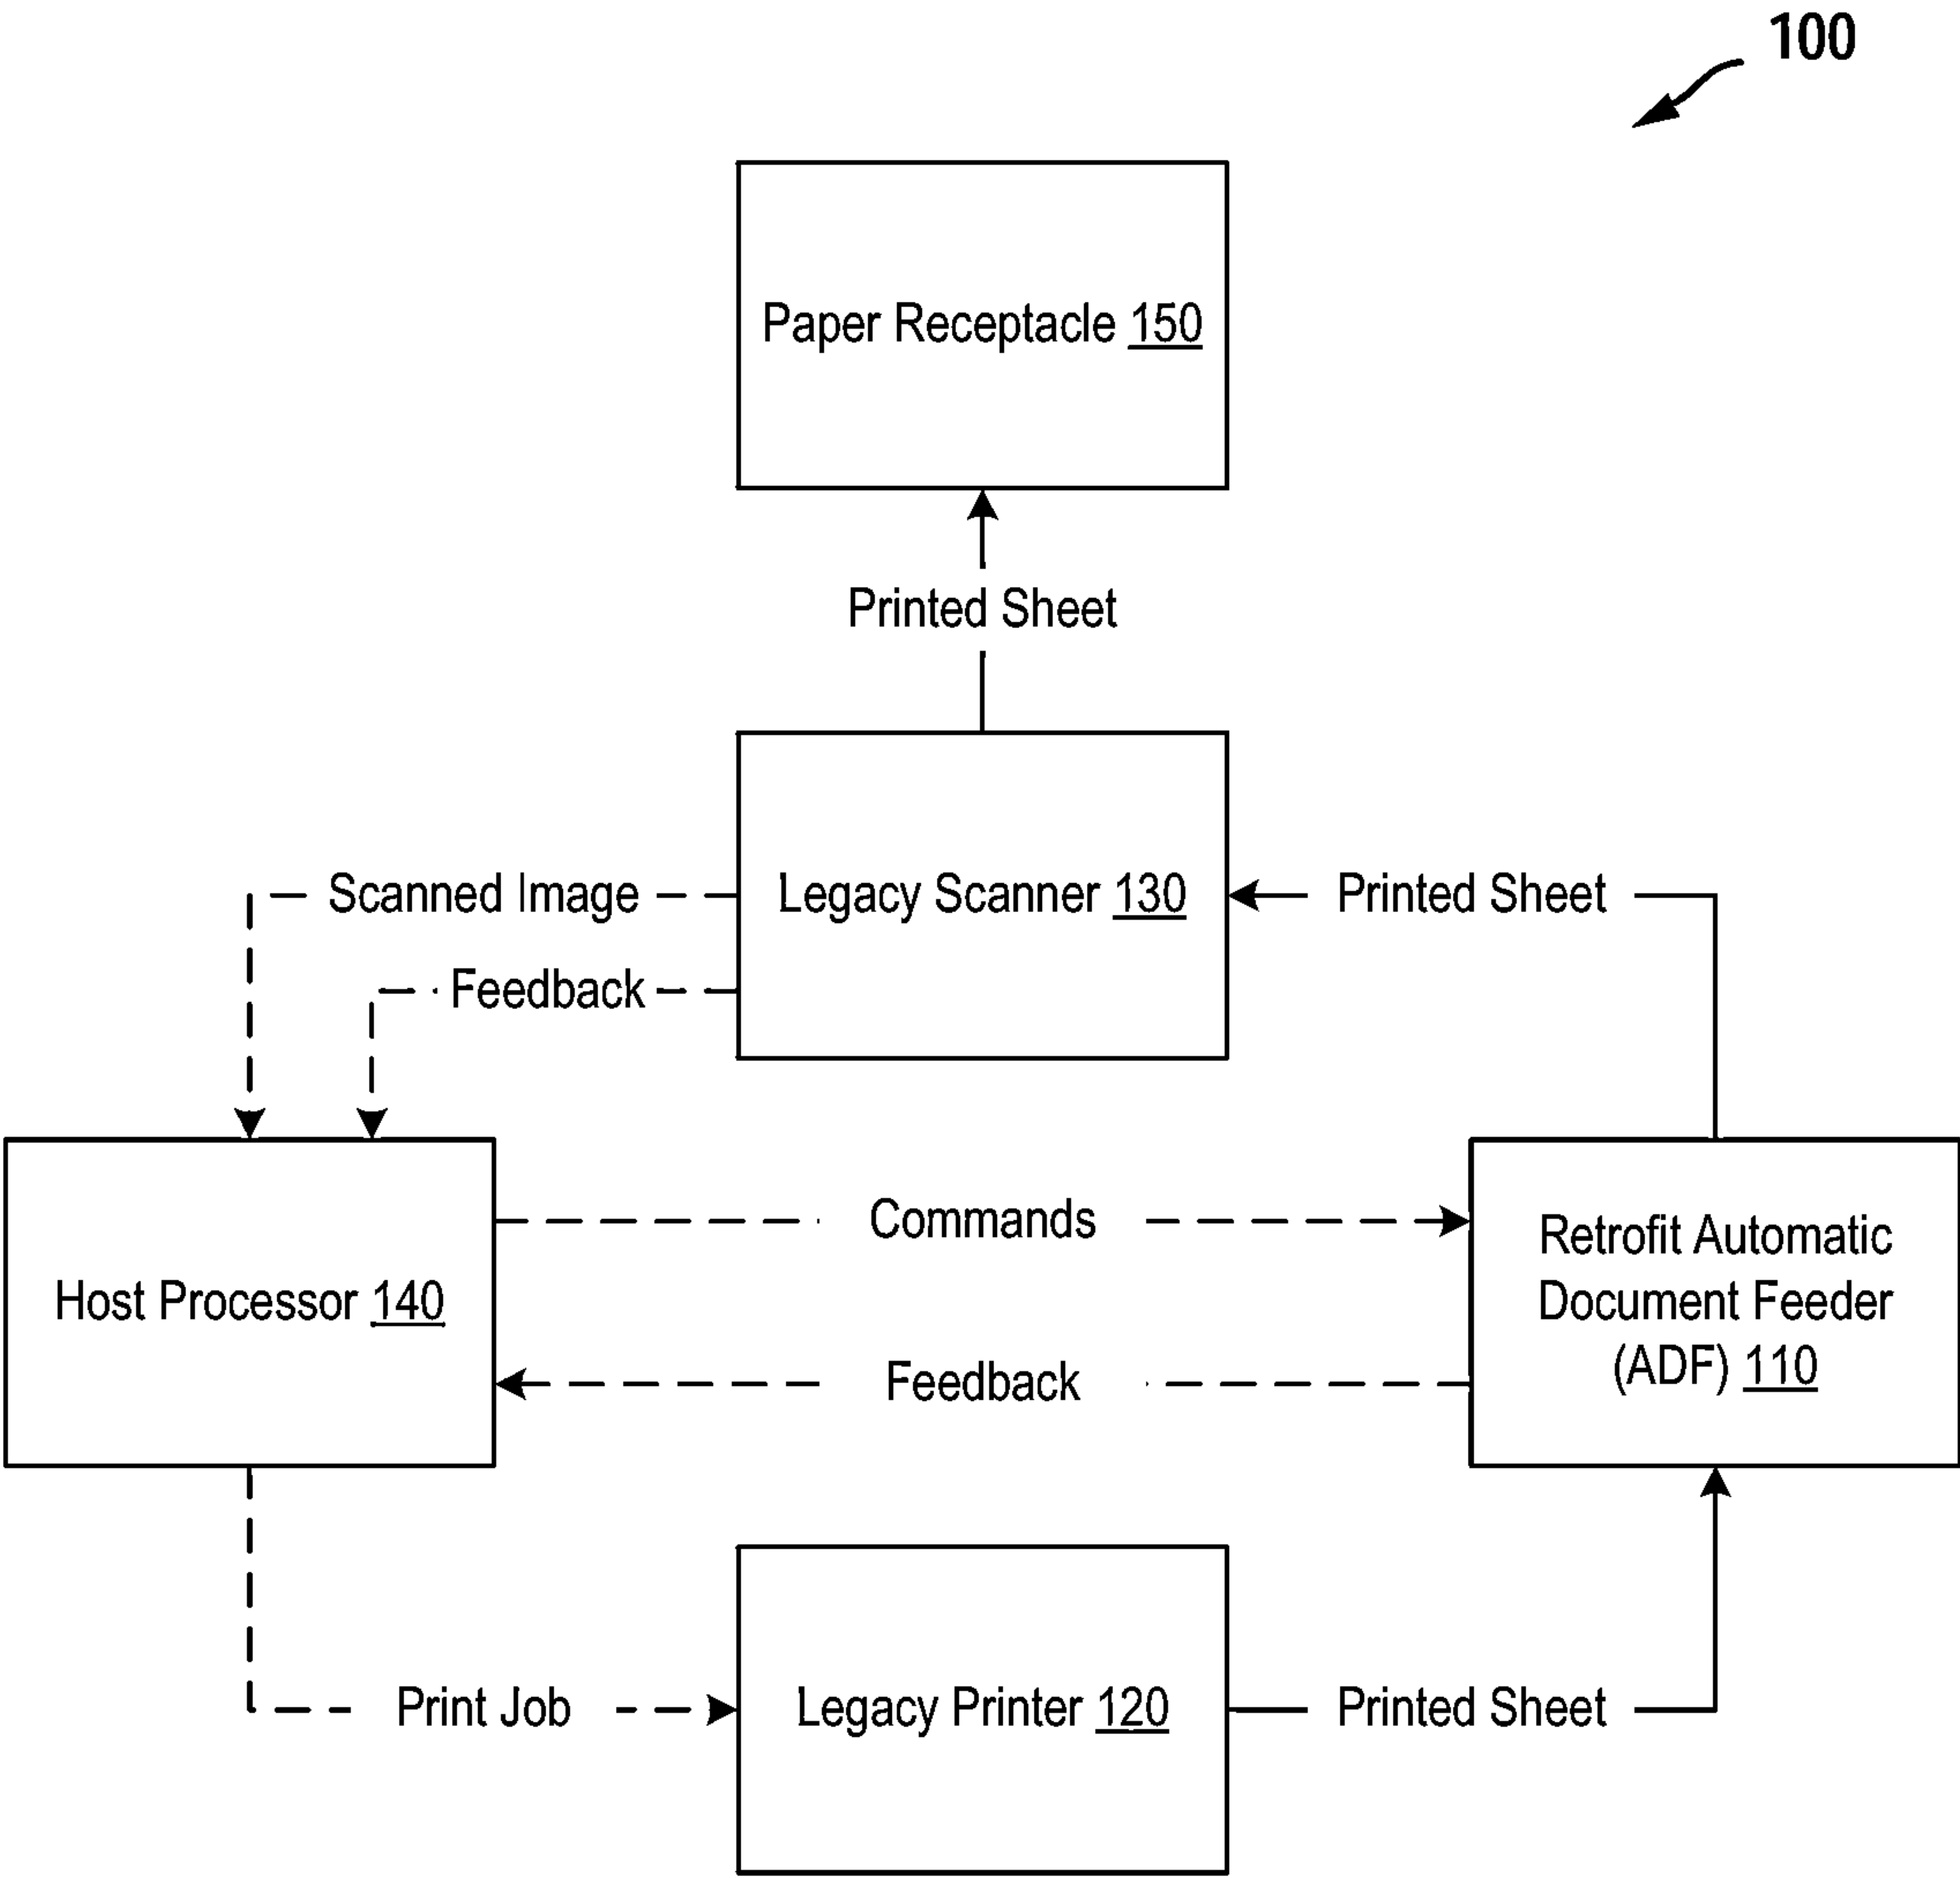 100
Paper Receptacle 150
Printed Sheet
Scanned Image
Legacy Scanner 130
Printed Sheet
Feedback
Commands
Retrofit Automatic
Document Feeder
(ADF) 110
Host Processor 140
Feedback
Print Job
Legacy Printer 120
Printed Sheet